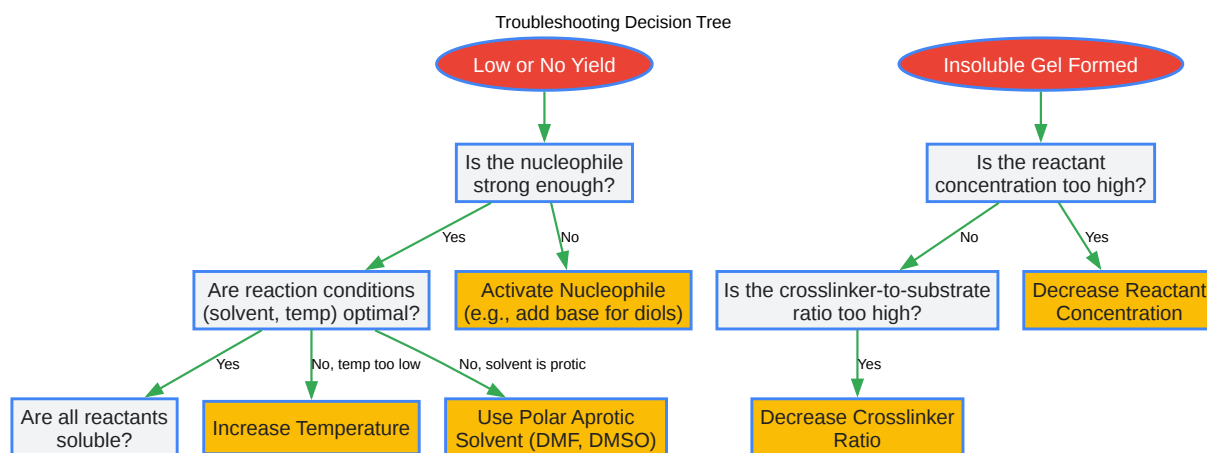 Troubleshooting Decision Tree
Low or No Yield
Insoluble Gel Formed
Is the nucleophile
strong enough?
Is the reactant
concentration too high?
Yes
No
No
Yes
Are reaction conditions
(solvent, temp) optimal?
Activate Nucleophile
(e.g., add base for diols)
Is the crosslinker-to-substrate
ratio too high?
Decrease Reactant
Concentration
Yes
No, temp too low
No, solvent is protic
Yes
Are all reactants
soluble?
Increase Temperature
Use Polar Aprotic
Solvent (DMF, DMSO)
Decrease Crosslinker
Ratio